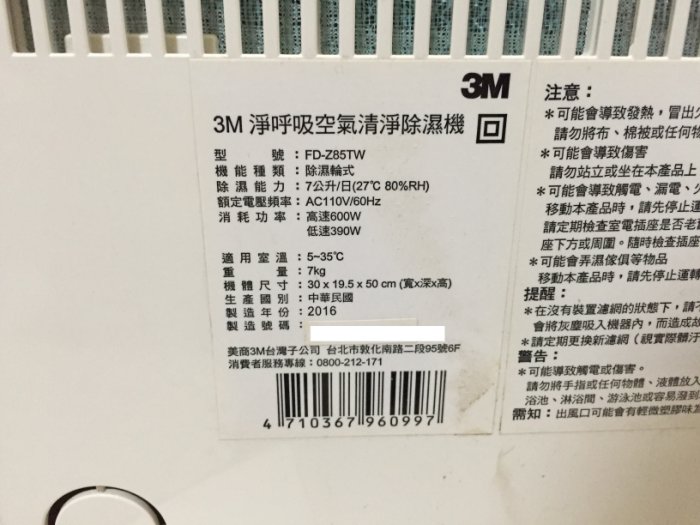 3M
3M 淨呼吸空氣清淨除濕機
型 號：FD-Z85TW
機 能 種 類：除濕輪式
除 濕 能 力：7公升/日(27℃ 80%RH)
額定電壓頻率：AC110V/60Hz
消 耗 功 率：高速600W
低速390W
適 用 室 溫：5~35℃
重 量：7kg
機 體 尺 寸：30 x 19.5 x 50 cm (寬x深x高)
生 產 國 別：中華民國
製 造 年 份：2016
製 造 號 碼：
美商3M台灣子公司 台北市敦化南路二段95號6F
消費者服務專線：0800-212-171
4 710367 960997
注意：
＊可能會導致發熱，冒出火
請勿將布、棉被或任何物
＊可能會導致傷害
請勿站立或坐在本產品上
＊可能會導致觸電、漏電、火
移動本產品時，請先停止運
請定期檢查室電插座是否老舊
座下方或周圍。隨時檢查插座
＊可能會弄濕傢俱等物品
移動本產品時，請先停止運轉
提醒：
＊在沒有裝置濾網的狀態下，請不
會將灰塵吸入機器內，而造成故
＊請定期更換新濾網（視實際髒汙
警告：
＊可能導致觸電或傷害。
請勿將手指或任何物體、液體放入
浴池、淋浴間、游泳池或容易潑到
需知：出風口可能會有輕微塑膠味